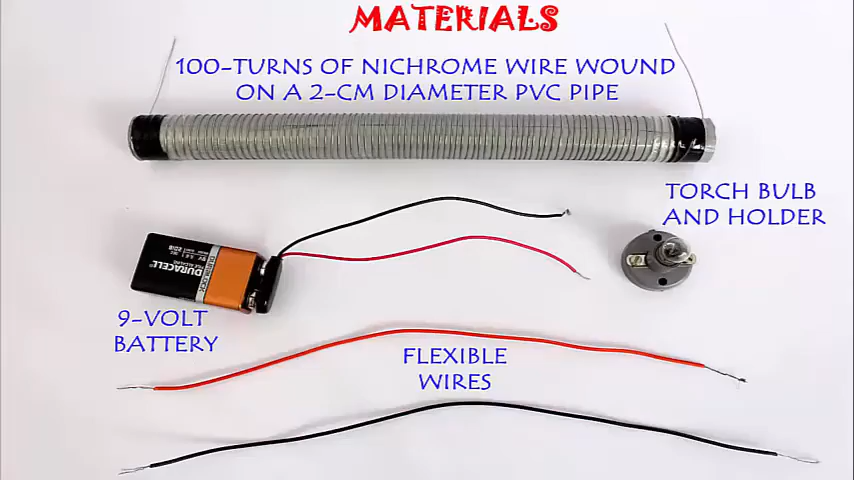 MATERIALS
100-TURNS OF NICHROME WIRE WOUND
ON A 2-CM DIAMETER PVC PIPE
TORCH BULB
AND HOLDER
DURACELL
9-VOLT
BATTERY
FLEXIBLE
WIRES